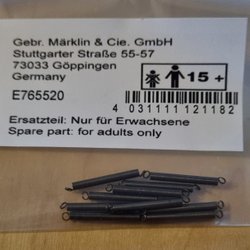 Gebr. Märklin & Cie. GmbH
Stuttgarter Straße 55-57
73033 Göppingen
Germany
15 +
E765520
4 031111 121182
Ersatzteil: Nur für Erwachsene
Spare part: for adults only